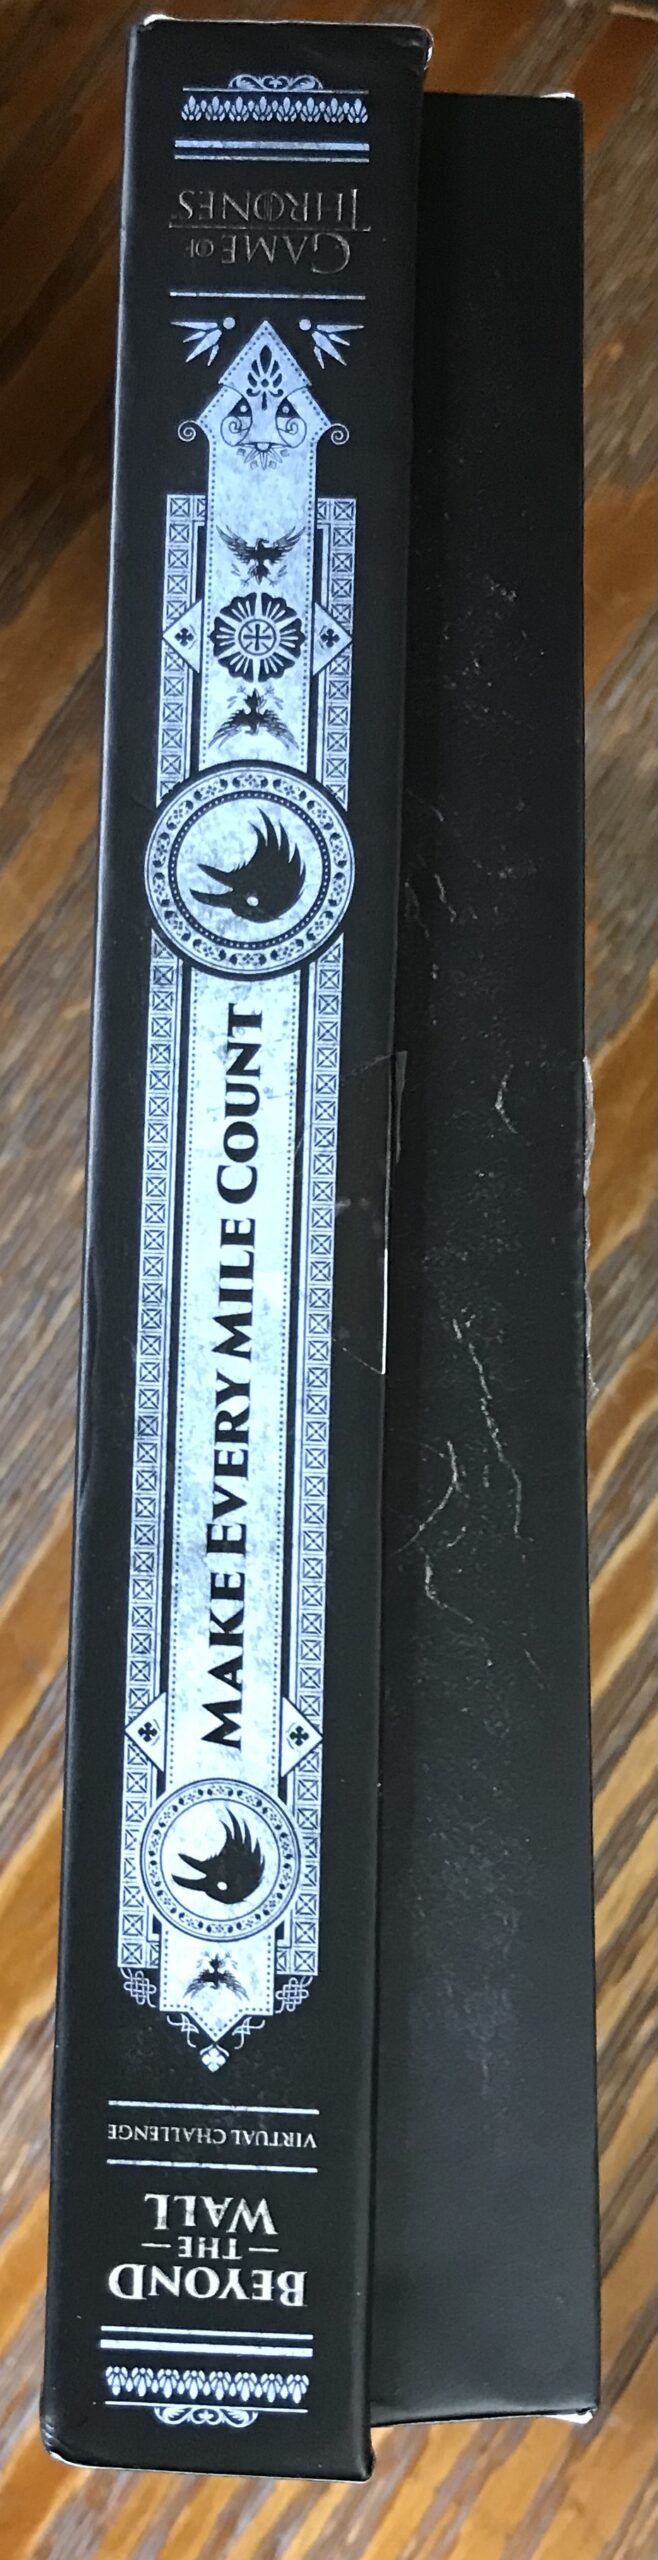 BEYOND
THE
WALL
VIRTUAL CHALLENGE
MAKE EVERY MILE COUNT
GAME OF
THRONES